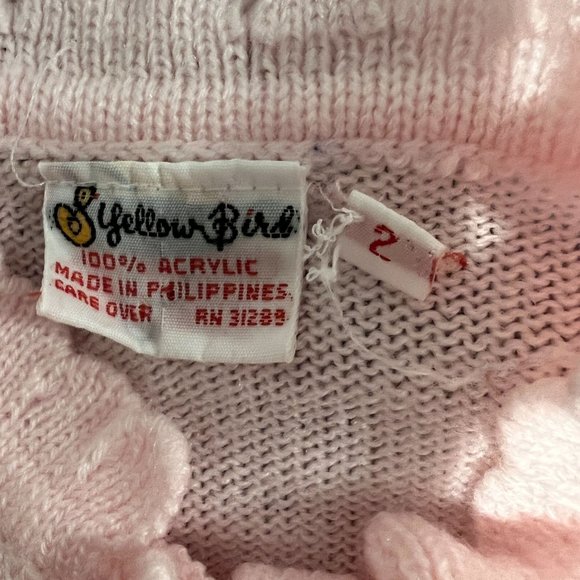 Yellow Bird
100% ACRYLIC
MADE IN PHILIPPINES
CARE OVER RN 31289
2